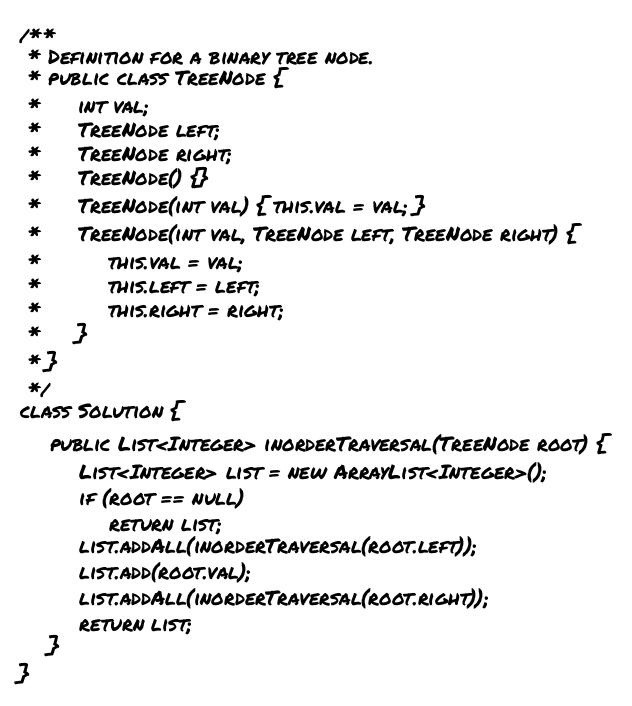 /**
 * Definition for a binary tree node.
 * public class TreeNode {
 *     int val;
 *     TreeNode left;
 *     TreeNode right;
 *     TreeNode() {}
 *     TreeNode(int val) { this.val = val; }
 *     TreeNode(int val, TreeNode left, TreeNode right) {
 *         this.val = val;
 *         this.left = left;
 *         this.right = right;
 *     }
 * }
 */
class Solution {
    public List<Integer> inorderTraversal(TreeNode root) {
        List<Integer> list = new ArrayList<Integer>();
        if (root == null)
            return list;
        list.addAll(inorderTraversal(root.left));
        list.add(root.val);
        list.addAll(inorderTraversal(root.right));
        return list;
    }
}